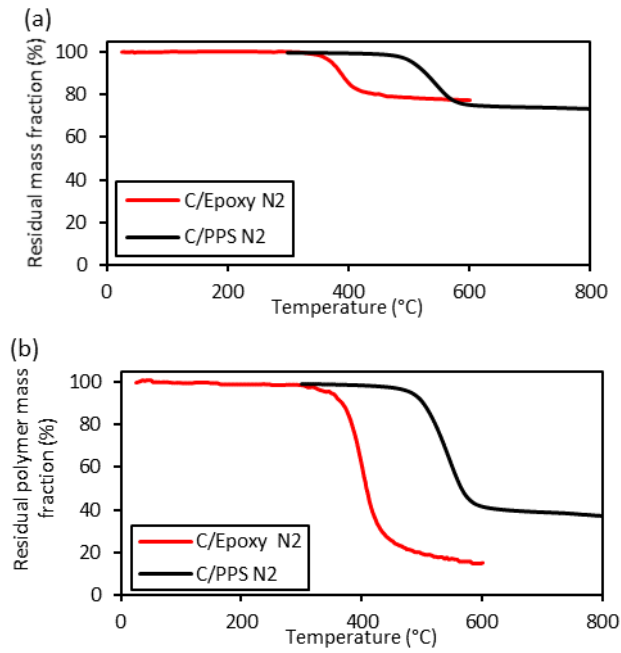 (a)
Residual mass fraction (%)
100
80
60
40
20
0
C/Epoxy N2
C/PPS N2
0
200
400
600
800
Temperature (°C)
(b)
Residual polymer mass
fraction (%)
100
80
60
40
20
0
C/Epoxy  N2
C/PPS N2
0
200
400
600
800
Temperature (°C)